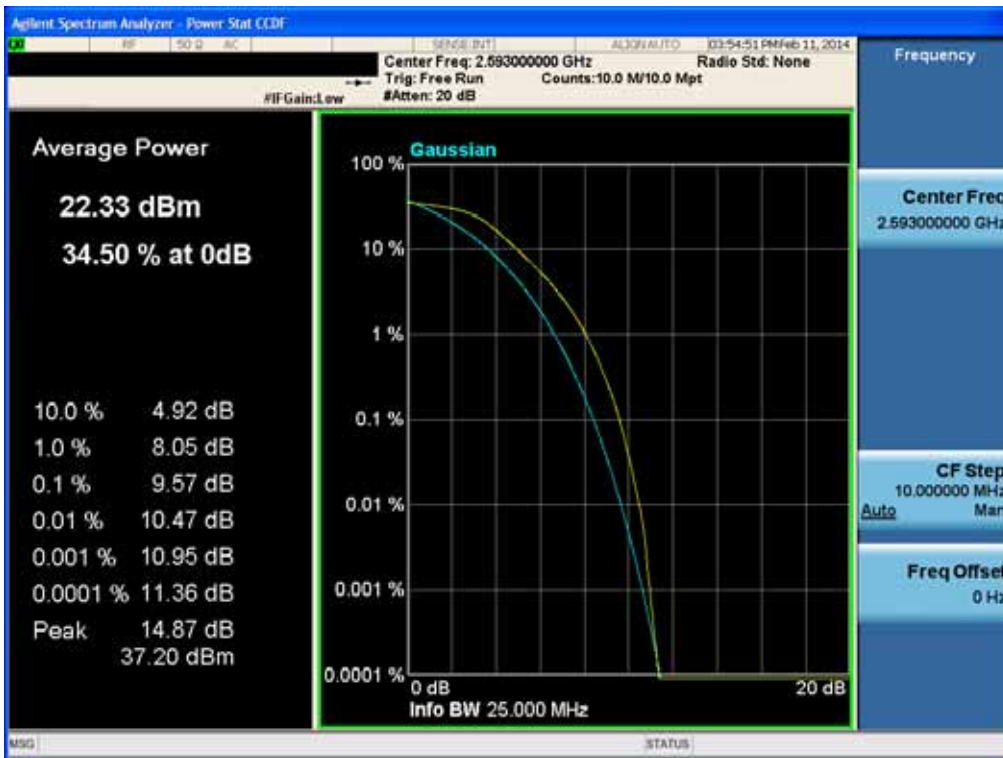 Agilent Spectrum Analyzer - Power Stat CCDF
RF 50 Ω AC SENSE:INT ALIGN AUTO 03:54:51 PM Feb 11, 2014
Center Freq: 2.593000000 GHz Radio Std: None
Trig: Free Run Counts:10.0 M/10.0 Mpt
#IFGain:Low #Atten: 20 dB
Frequency
Average Power
22.33 dBm
34.50 % at 0dB
10.0 % 4.92 dB
1.0 % 8.05 dB
0.1 % 9.57 dB
0.01 % 10.47 dB
0.001 % 10.95 dB
0.0001 % 11.36 dB
Peak 14.87 dB
37.20 dBm
Gaussian
100 %
10 %
1 %
0.1 %
0.01 %
0.001 %
0.0001 %
0 dB 20 dB
Info BW 25.000 MHz
Center Freq
2.593000000 GHz
CF Step
10.000000 MHz
Auto Man
Freq Offset
0 Hz
MSG STATUS